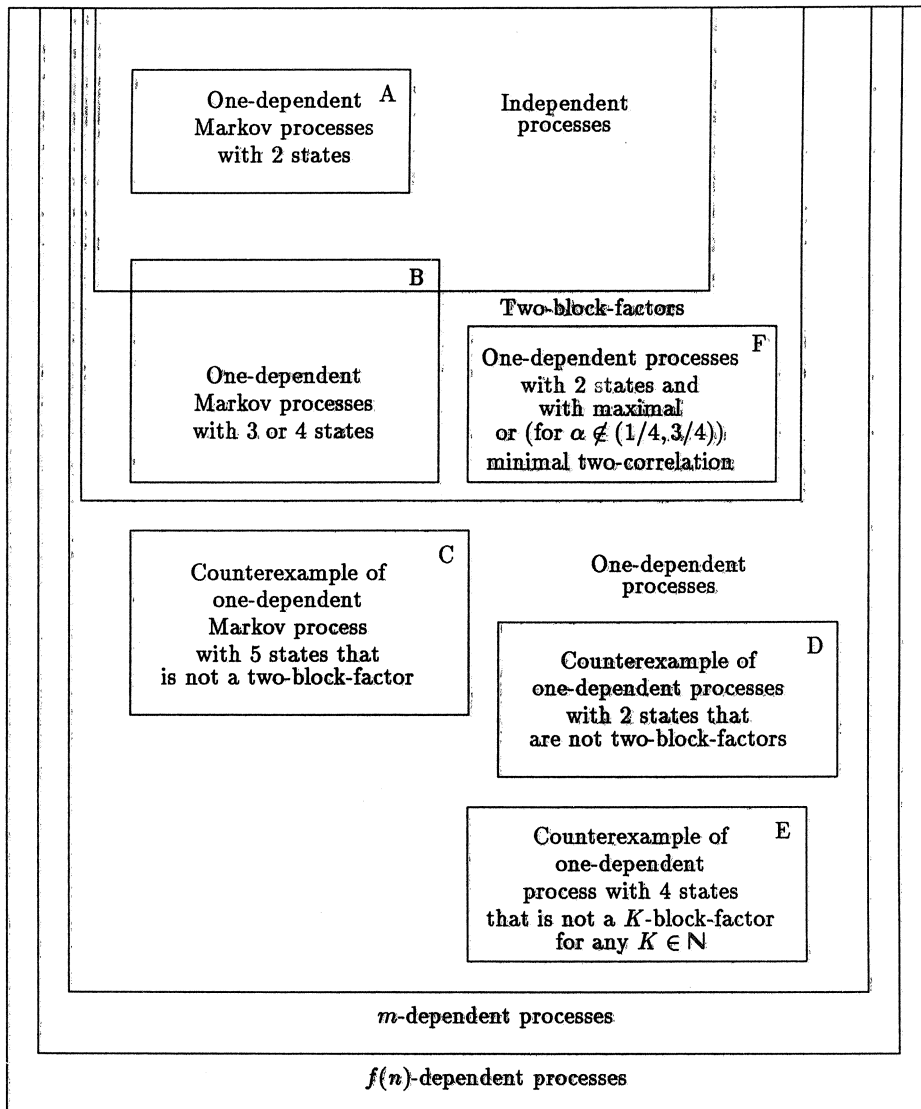 A
One-dependent
Markov processes
with 2 states
Independent
processes
B
One-dependent
Markov processes
with 3 or 4 states
Two-block-factors
F
One-dependent processes
with 2 states and
with maximal
or (for α ∉ (1/4, 3/4))
minimal two-correlation
C
Counterexample of
one-dependent
Markov process
with 5 states that
is not a two-block-factor
One-dependent
processes
D
Counterexample of
one-dependent processes
with 2 states that
are not two-block-factors
E
Counterexample of
one-dependent
process with 4 states
that is not a K-block-factor
for any K ∈ ℕ
m-dependent processes
f(n)-dependent processes